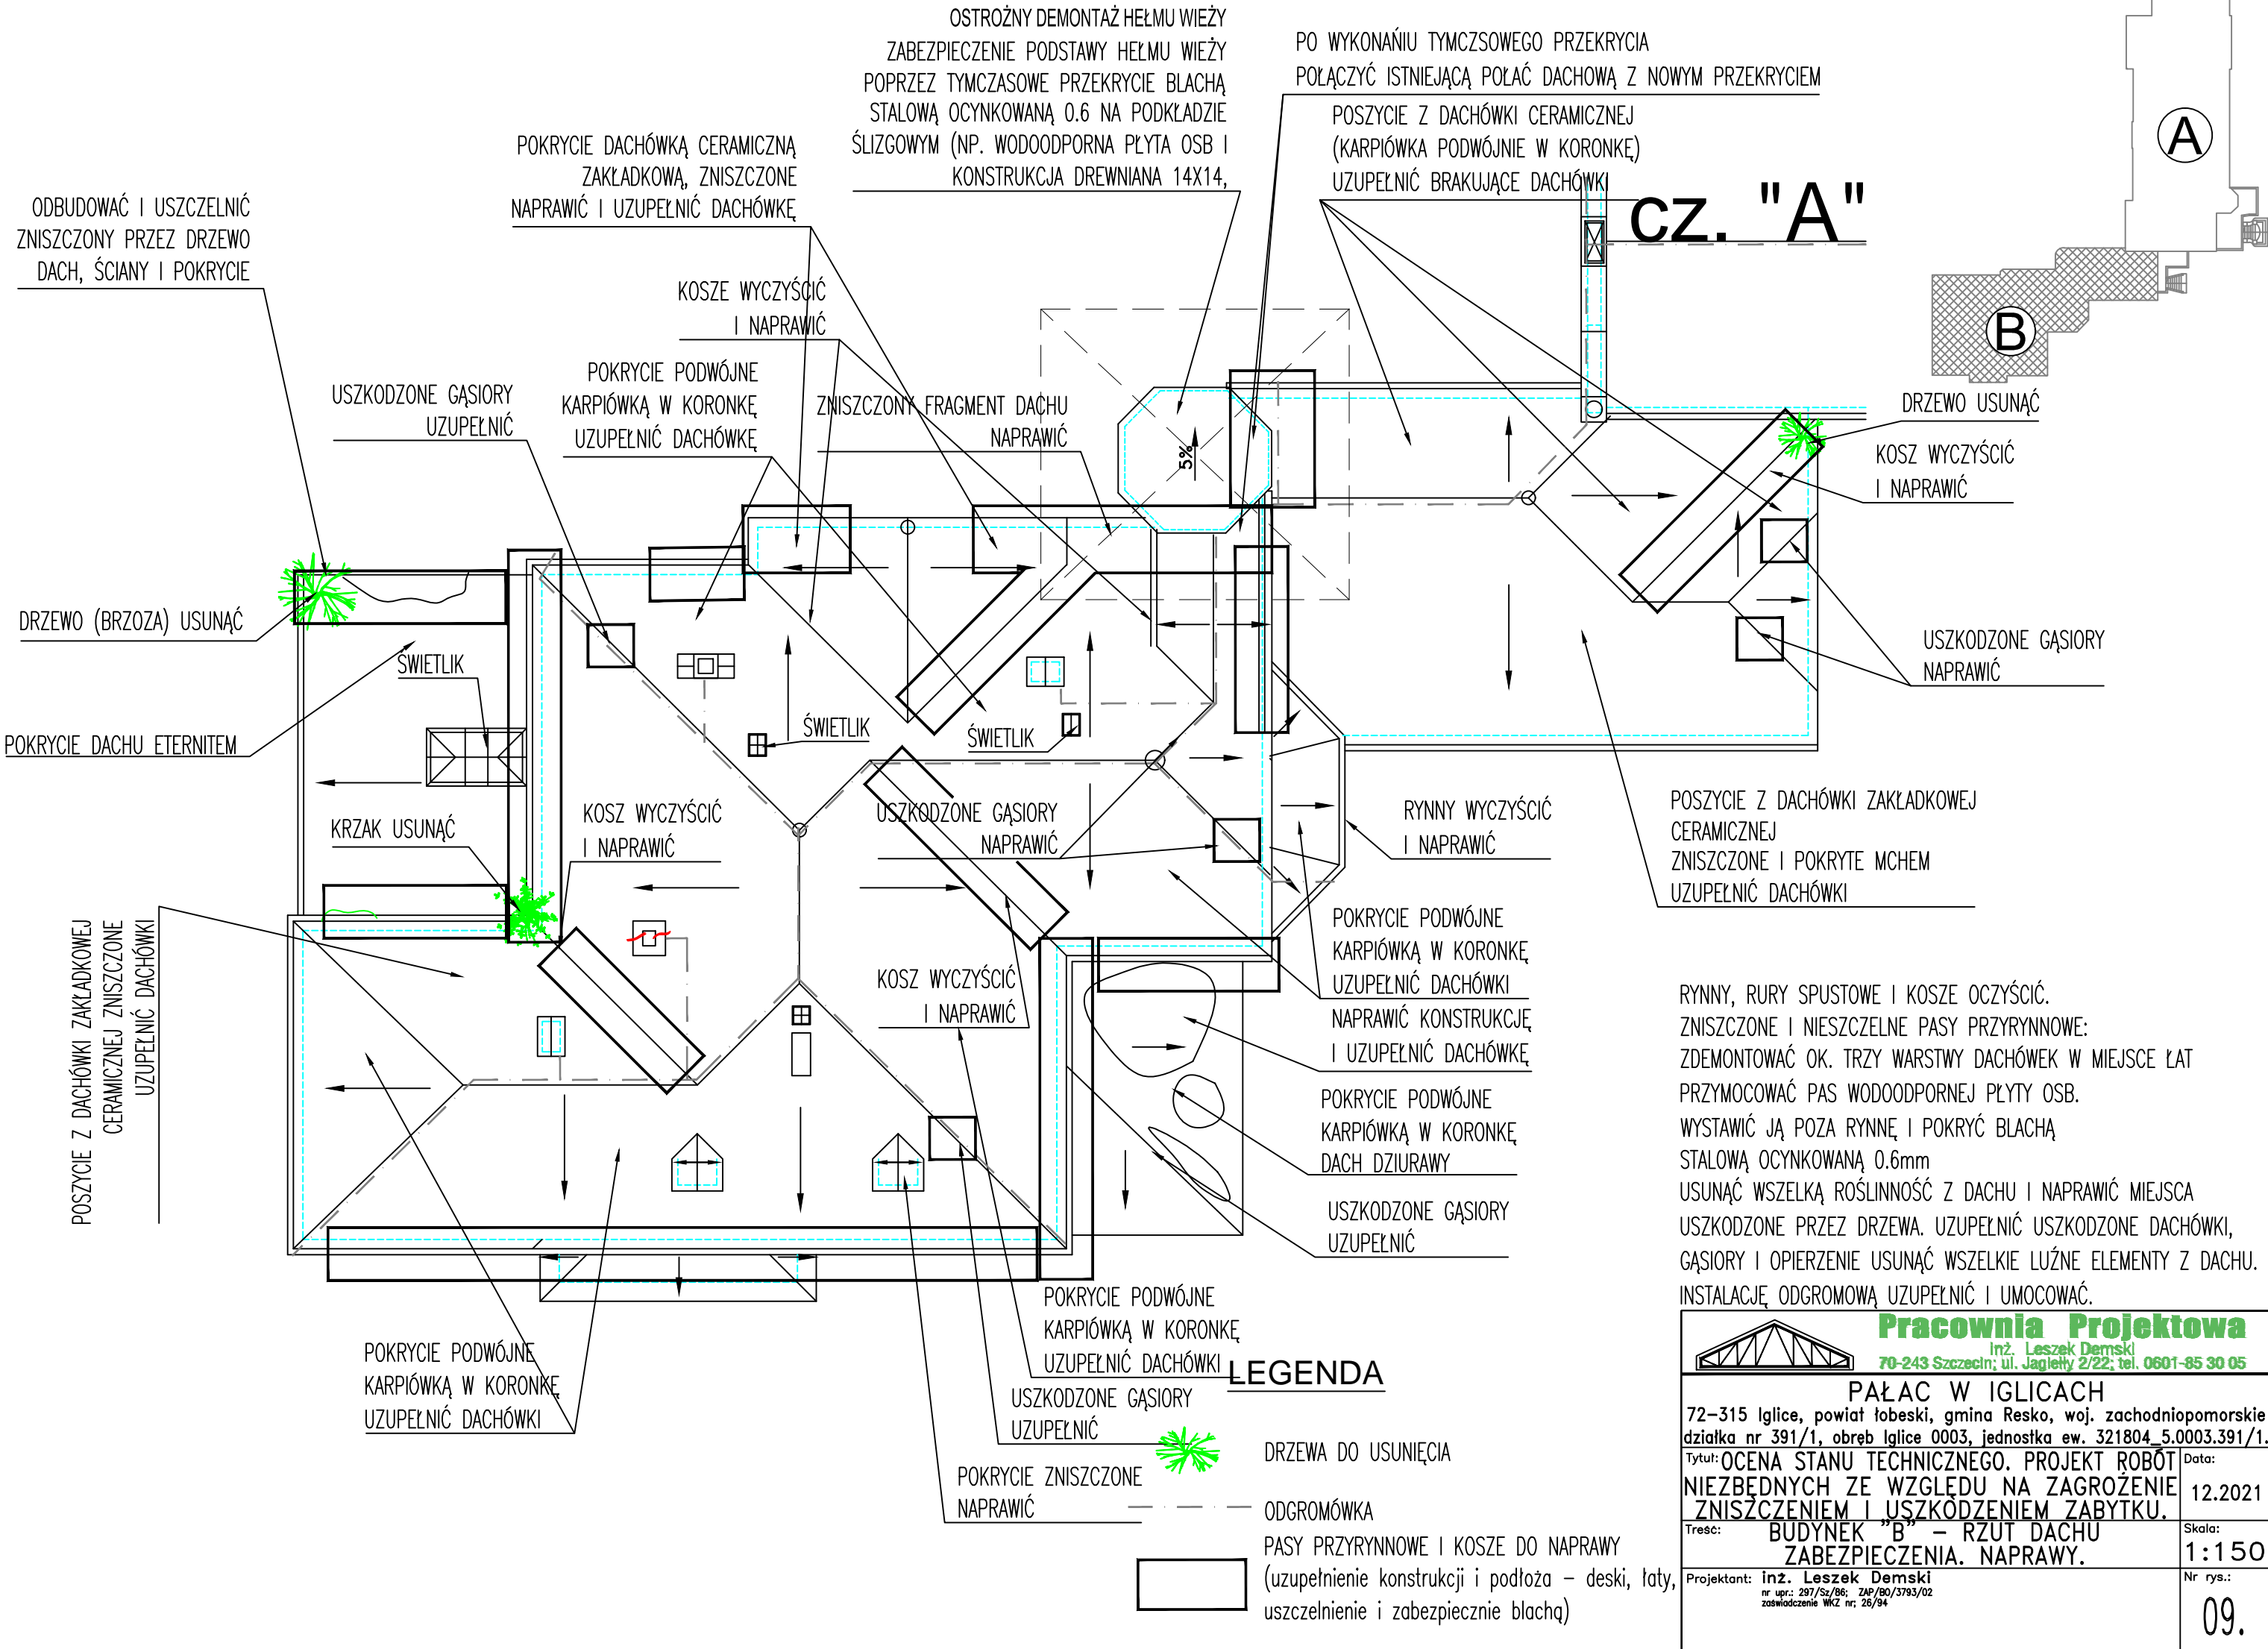 OSTROŻNY DEMONTAŻ HEŁMU WIEŻY
ZABEZPIECZENIE PODSTAWY HEŁMU WIEŻY
POPRZEZ TYMCZASOWE PRZEKRYCIE BLACHĄ
STALOWĄ OCYNKOWANĄ 0.6 NA PODKŁADZIE
ŚLIZGOWYM (NP. WODOODPORNA PŁYTA OSB I
KONSTRUKCJA DREWNIANA 14X14,
PO WYKONAŃIU TYMCZSOWEGO PRZEKRYCIA
POŁĄCZYĆ ISTNIEJĄCĄ POŁAĆ DACHOWĄ Z NOWYM PRZEKRYCIEM
POSZYCIE Z DACHÓWKI CERAMICZNEJ
(KARPIÓWKA PODWÓJNIE W KORONKĘ)
UZUPEŁNIĆ BRAKUJĄCE DACHÓWKI
cz. "A"
A
B
POKRYCIE DACHÓWKĄ CERAMICZNĄ
ZAKŁADKOWĄ, ZNISZCZONE
NAPRAWIĆ I UZUPEŁNIĆ DACHÓWKĘ
ODBUDOWAĆ I USZCZELNIĆ
ZNISZCZONY PRZEZ DRZEWO
DACH, ŚCIANY I POKRYCIE
KOSZE WYCZYŚCIĆ
I NAPRAWIĆ
USZKODZONE GĄSIORY
UZUPEŁNIĆ
POKRYCIE PODWÓJNE
KARPIÓWKĄ W KORONKĘ
UZUPEŁNIĆ DACHÓWKĘ
ZNISZCZONY FRAGMENT DACHU
NAPRAWIĆ
5%
DRZEWO USUNĄĆ
KOSZ WYCZYŚCIĆ
I NAPRAWIĆ
DRZEWO (BRZOZA) USUNĄĆ
ŚWIETLIK
POKRYCIE DACHU ETERNITEM
ŚWIETLIK
ŚWIETLIK
USZKODZONE GĄSIORY
NAPRAWIĆ
KRZAK USUNĄĆ
KOSZ WYCZYŚCIĆ
I NAPRAWIĆ
USZKODZONE GĄSIORY
NAPRAWIĆ
RYNNY WYCZYŚCIĆ
I NAPRAWIĆ
POSZYCIE Z DACHÓWKI ZAKŁADKOWEJ
CERAMICZNEJ
ZNISZCZONE I POKRYTE MCHEM
UZUPEŁNIĆ DACHÓWKI
POSZYCIE Z DACHÓWKI ZAKŁADKOWEJ
CERAMICZNEJ ZNISZCZONE
UZUPEŁNIĆ DACHÓWKI
KOSZ WYCZYŚCIĆ
I NAPRAWIĆ
POKRYCIE PODWÓJNE
KARPIÓWKĄ W KORONKĘ
UZUPEŁNIĆ DACHÓWKI
NAPRAWIĆ KONSTRUKCJĘ
I UZUPEŁNIĆ DACHÓWKĘ
POKRYCIE PODWÓJNE
KARPIÓWKĄ W KORONKĘ
DACH DZIURAWY
USZKODZONE GĄSIORY
UZUPEŁNIĆ
RYNNY, RURY SPUSTOWE I KOSZE OCZYŚCIĆ.
ZNISZCZONE I NIESZCZELNE PASY PRZYRYNNOWE:
ZDEMONTOWAĆ OK. TRZY WARSTWY DACHÓWEK W MIEJSCE ŁAT
PRZYMOCOWAĆ PAS WODOODPORNEJ PŁYTY OSB.
WYSTAWIĆ JĄ POZA RYNNĘ I POKRYĆ BLACHĄ
STALOWĄ OCYNKOWANĄ 0.6mm
USUNĄĆ WSZELKĄ ROŚLINNOŚĆ Z DACHU I NAPRAWIĆ MIEJSCA
USZKODZONE PRZEZ DRZEWA. UZUPEŁNIĆ USZKODZONE DACHÓWKI,
GĄSIORY I OPIERZENIE USUNĄĆ WSZELKIE LUŹNE ELEMENTY Z DACHU.
INSTALACJĘ ODGROMOWĄ UZUPEŁNIĆ I UMOCOWAĆ.
POKRYCIE PODWÓJNE
KARPIÓWKĄ W KORONKĘ
UZUPEŁNIĆ DACHÓWKI
POKRYCIE PODWÓJNE
KARPIÓWKĄ W KORONKĘ
UZUPEŁNIĆ DACHÓWKI
USZKODZONE GĄSIORY
UZUPEŁNIĆ
POKRYCIE ZNISZCZONE
NAPRAWIĆ
LEGENDA
DRZEWA DO USUNIĘCIA
ODGROMÓWKA
PASY PRZYRYNNOWE I KOSZE DO NAPRAWY
(uzupełnienie konstrukcji i podłoża – deski, łaty,
uszczelnienie i zabezpiecznie blachą)
Pracownia Projektowa
inż. Leszek Demski
70-243 Szczecin; ul. Jagiełły 2/22; tel. 0601-85 30 05
PAŁAC W IGLICACH
72-315 Iglice, powiat łobeski, gmina Resko, woj. zachodniopomorskie
działka nr 391/1, obręb Iglice 0003, jednostka ew. 321804_5.0003.391/1.
Tytuł: OCENA STANU TECHNICZNEGO. PROJEKT ROBÓT
NIEZBĘDNYCH ZE WZGLĘDU NA ZAGROŻENIE
ZNISZCZENIEM I USZKODZENIEM ZABYTKU.
Data:
12.2021
Treść: BUDYNEK "B" – RZUT DACHU
ZABEZPIECZENIA. NAPRAWY.
Skala:
1:150
Projektant: inż. Leszek Demski
nr upr.: 297/Sz/86; ZAP/BO/3793/02
zaświadczenie WKZ nr; 26/94
Nr rys.:
09.